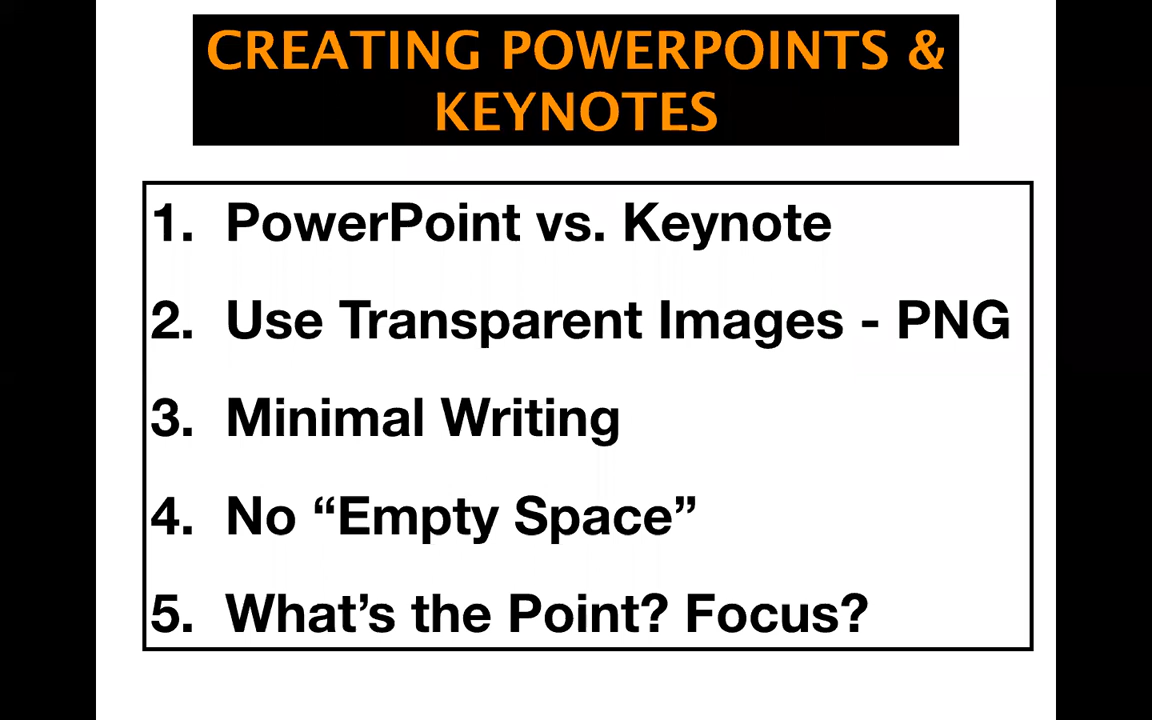 CREATING POWERPOINTS &
KEYNOTES
1. PowerPoint vs. Keynote
2. Use Transparent Images - PNG
3. Minimal Writing
4. No “Empty Space”
5. What’s the Point? Focus?